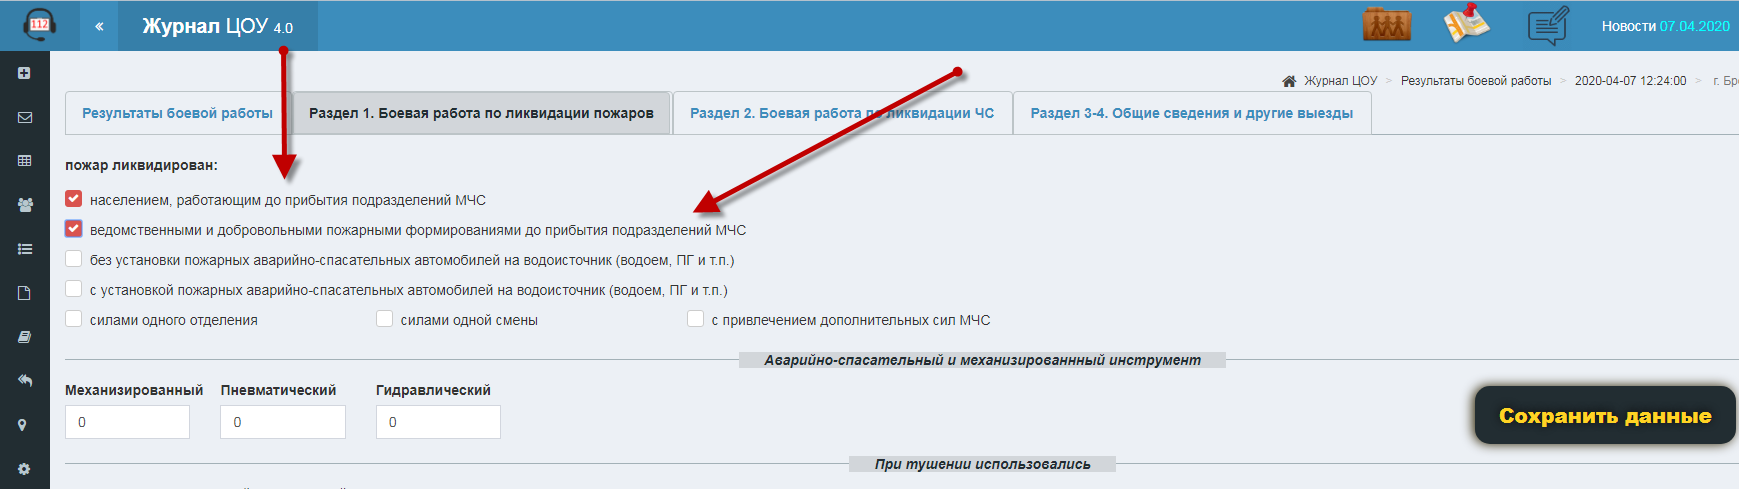 112
«
Журнал ЦОУ 4.0
Новости 07.04.2020
Журнал ЦОУ > Результаты боевой работы > 2020-04-07 12:24:00 > г. Бр
Результаты боевой работы
Раздел 1. Боевая работа по ликвидации пожаров
Раздел 2. Боевая работа по ликвидации ЧС
Раздел 3-4. Общие сведения и другие выезды
пожар ликвидирован:
населением, работающим до прибытия подразделений МЧС
ведомственными и добровольными пожарными формированиями до прибытия подразделений МЧС
без установки пожарных аварийно-спасательных автомобилей на водоисточник (водоем, ПГ и т.п.)
с установкой пожарных аварийно-спасательных автомобилей на водоисточник (водоем, ПГ и т.п.)
силами одного отделения
силами одной смены
с привлечением дополнительных сил МЧС
Аварийно-спасательный и механизированнный инструмент
Механизированный Пневматический Гидравлический
0 0 0
Сохранить данные
При тушении использовались